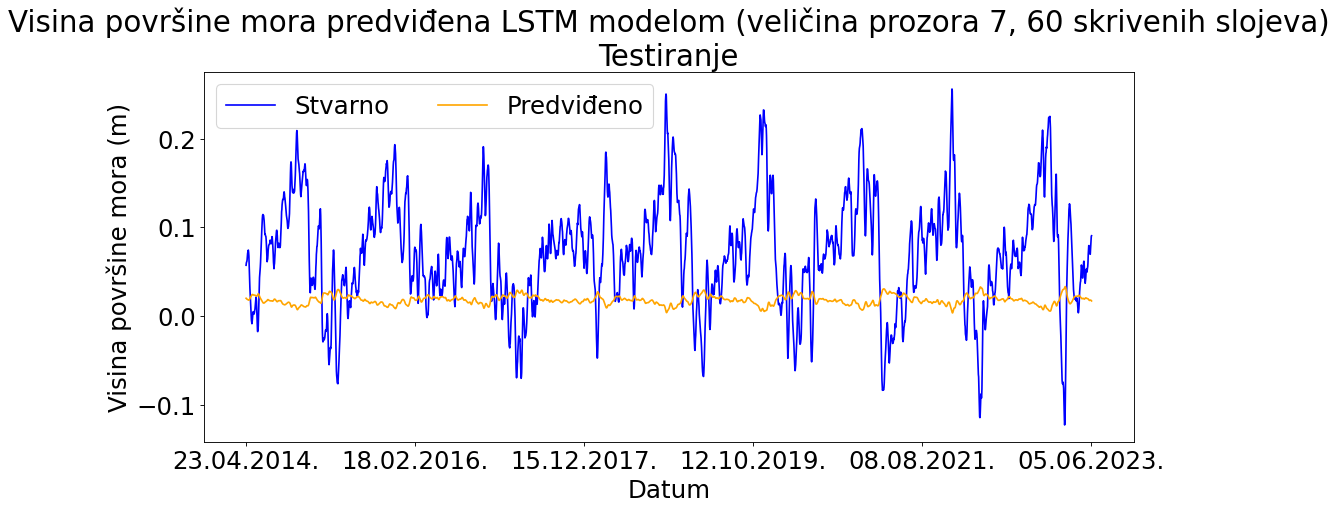 Visina površine mora predviđena LSTM modelom (veličina prozora 7, 60 skrivenih slojeva)
Testiranje
Stvarno Predviđeno
Visina površine mora (m)
0.2
0.1
0.0
−0.1
23.04.2014. 18.02.2016. 15.12.2017. 12.10.2019. 08.08.2021. 05.06.2023.
Datum